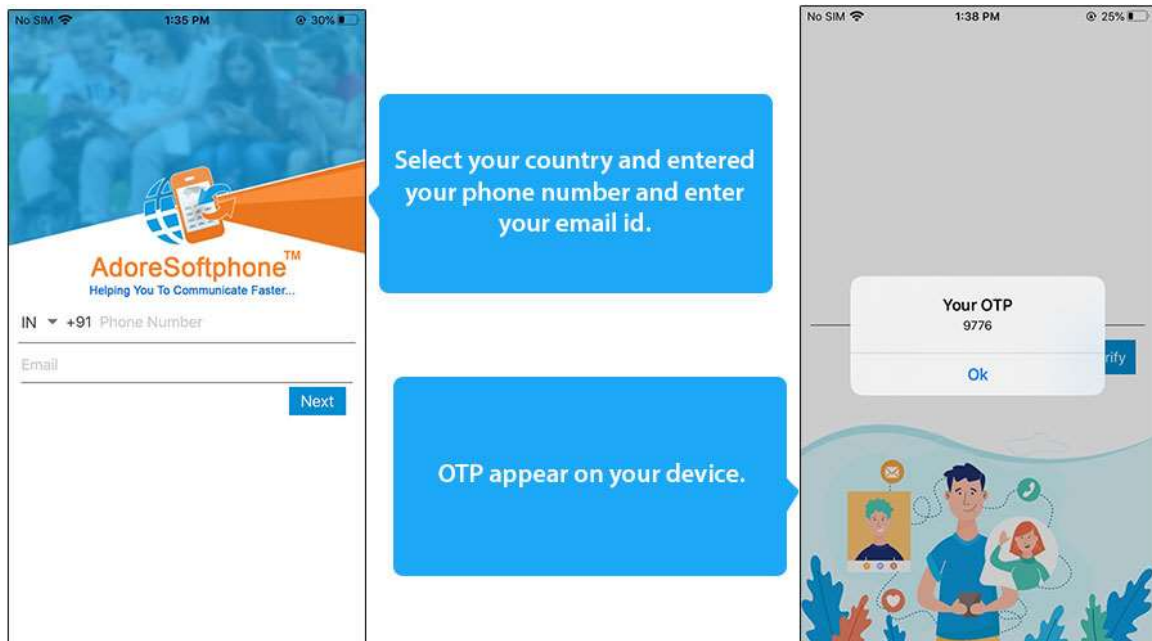 No SIM 1:35 PM 30%
AdoreSoftphone™
Helping You To Communicate Faster...
IN +91 Phone Number
Email
Next
Select your country and entered
your phone number and enter
your email id.
OTP appear on your device.
No SIM 1:38 PM 25%
Your OTP
9776
Ok
rify